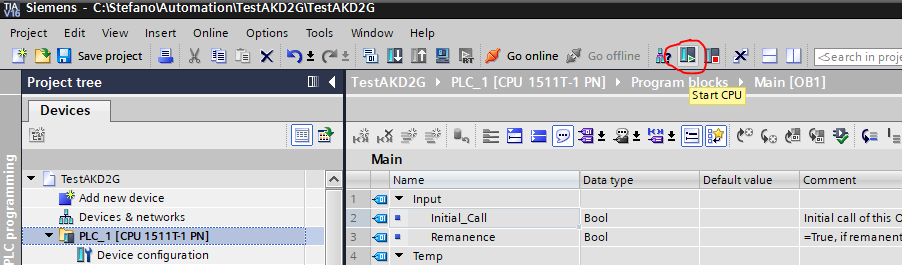 TIA
V16
Siemens - C:\Stefano\Automation\TestAKD2G\TestAKD2G
Project Edit View Insert Online Options Tools Window Help
Save project Go online Go offline <Search in proj
Project tree TestAKD2G PLC_1 [CPU 1511T-1 PN] Program blocks Main [OB1]
Start CPU
Devices
PLC programming
Main
Name Data type Default value Comment
TestAKD2G 1 Input
Add new device 2 Initial_Call Bool Initial call of this O
Devices & networks 3 Remanence Bool =True, if remanent
PLC_1 [CPU 1511T-1 PN] 4 Temp
Device configuration